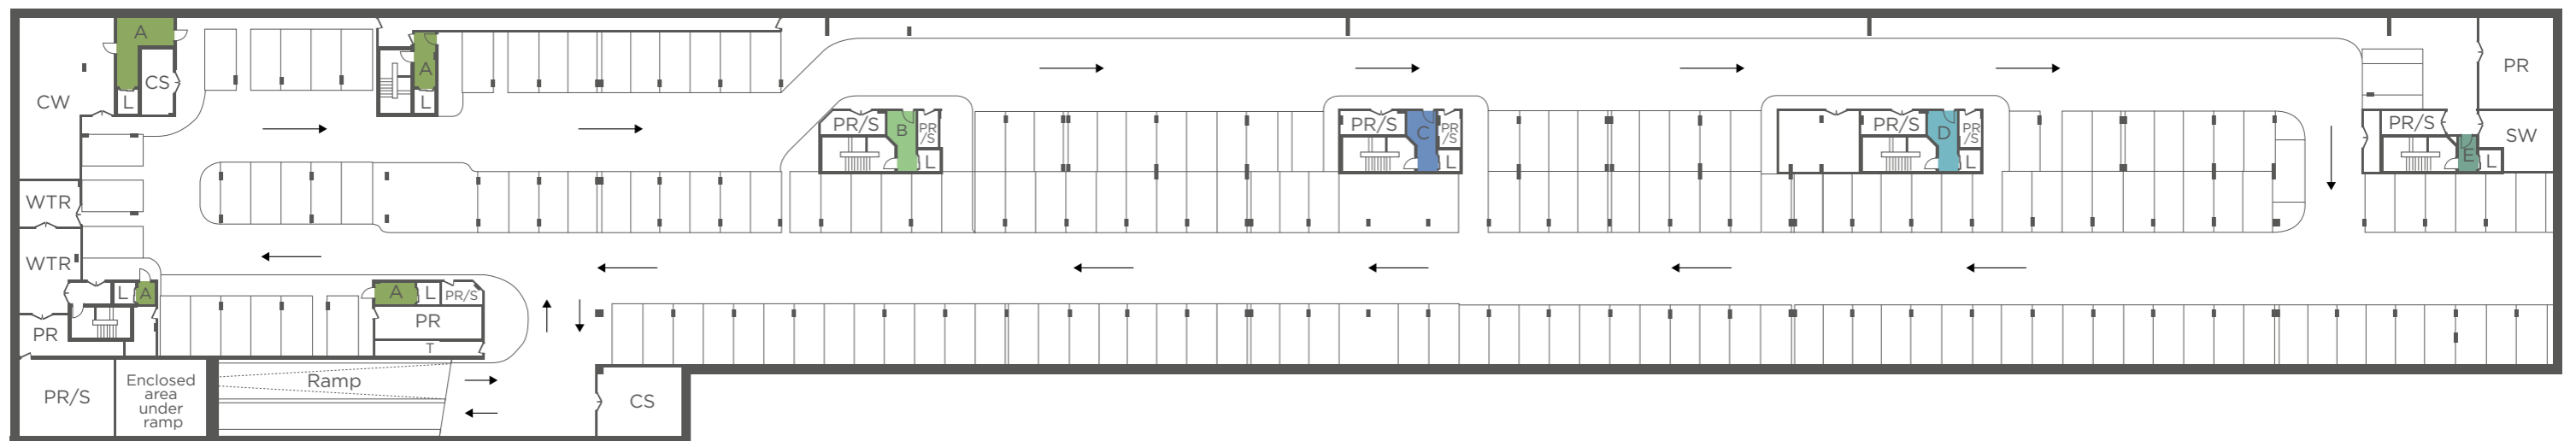 A
CS
L
CW
A
L
PR
PR/S
B
PR
/S
L
PR/S
C
PR
/S
L
PR/S
D
PR
/S
L
PR/S
E
L
SW
WTR
WTR
L
A
A
L
PR/S
PR
PR
T
PR/S
Enclosed
area
under
ramp
Ramp
CS